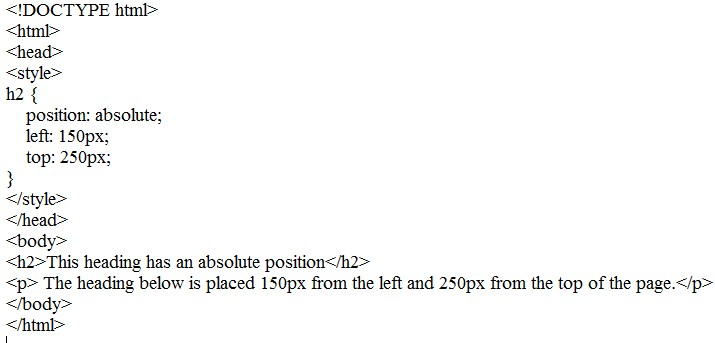 <!DOCTYPE html>
<html>
<head>
<style>
h2 {
    position: absolute;
    left: 150px;
    top: 250px;
}
</style>
</head>
<body>
<h2>This heading has an absolute position</h2>
<p> The heading below is placed 150px from the left and 250px from the top of the page.</p>
</body>
</html>